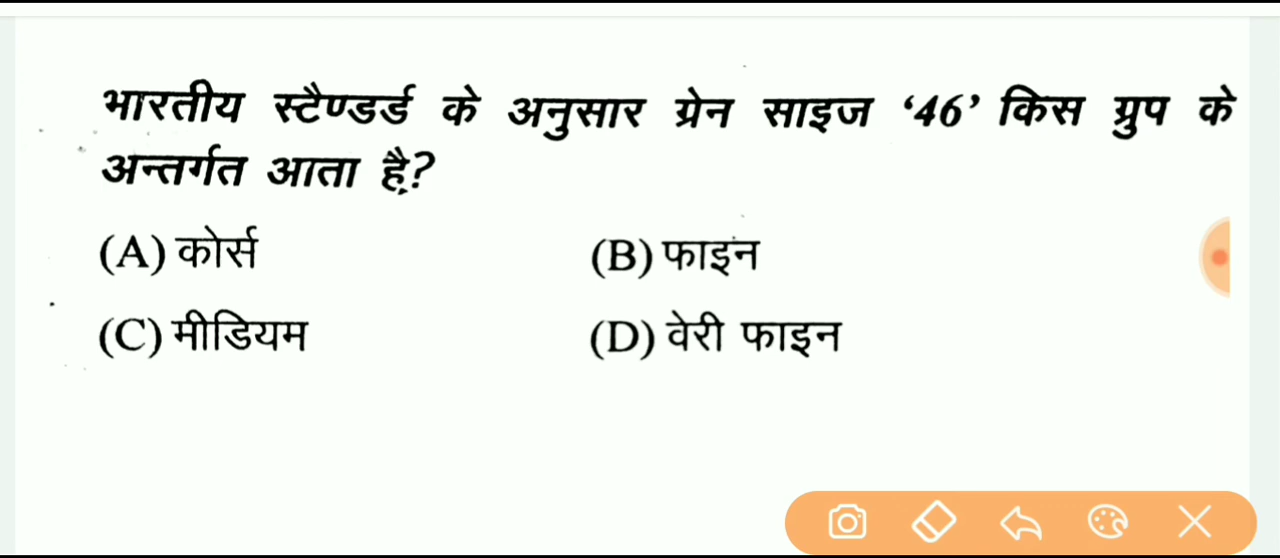 भारतीय स्टैण्डर्ड के अनुसार ग्रेन साइज ‘46’ किस ग्रुप के
अन्तर्गत आता है?
(A) कोर्स (B) फाइन
(C) मीडियम (D) वेरी फाइन